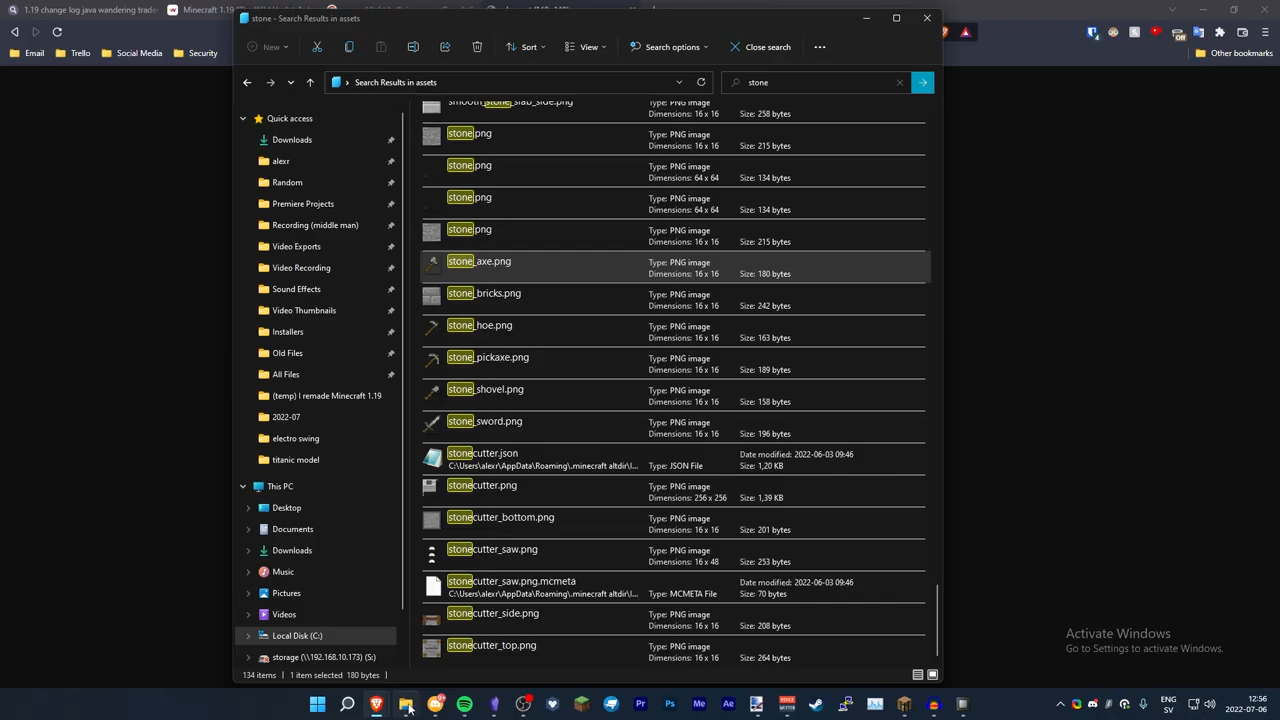 1.19 change log java wandering trade
Minecraft 1.1
stone - Search Results in assets
Email
Trello
Social Media
Security
Other bookmarks
New
Sort
View
Search options
Close search
Search Results in assets
stone
Quick access
Downloads
alexr
Random
Premiere Projects
Recording (middle man)
Video Exports
Video Recording
Sound Effects
Video Thumbnails
Installers
Old Files
All Files
(temp) I remade Minecraft 1.19
2022-07
electro swing
titanic model
This PC
Desktop
Documents
Downloads
Music
Pictures
Videos
Local Disk (C:)
storage (\\192.168.10.173) (S:)
smooth_stone_slab_side.png Type: PNG image
Dimensions: 16 x 16 Size: 258 bytes
stone.png Type: PNG image
Dimensions: 16 x 16 Size: 215 bytes
stone.png Type: PNG image
Dimensions: 64 x 64 Size: 134 bytes
stone.png Type: PNG image
Dimensions: 64 x 64 Size: 134 bytes
stone.png Type: PNG image
Dimensions: 16 x 16 Size: 215 bytes
stone_axe.png Type: PNG image
Dimensions: 16 x 16 Size: 180 bytes
stone_bricks.png Type: PNG image
Dimensions: 16 x 16 Size: 242 bytes
stone_hoe.png Type: PNG image
Dimensions: 16 x 16 Size: 163 bytes
stone_pickaxe.png Type: PNG image
Dimensions: 16 x 16 Size: 189 bytes
stone_shovel.png Type: PNG image
Dimensions: 16 x 16 Size: 158 bytes
stone_sword.png Type: PNG image
Dimensions: 16 x 16 Size: 196 bytes
stonecutter.json Date modified: 2022-06-03 09:46
C:\Users\alexr\AppData\Roaming\.minecraft altdir\l... Type: JSON File Size: 1,20 KB
stonecutter.png Type: PNG image
Dimensions: 256 x 256 Size: 1,39 KB
stonecutter_bottom.png Type: PNG image
Dimensions: 16 x 16 Size: 201 bytes
stonecutter_saw.png Type: PNG image
Dimensions: 16 x 48 Size: 253 bytes
stonecutter_saw.png.mcmeta Date modified: 2022-06-03 09:46
C:\Users\alexr\AppData\Roaming\.minecraft altdir\l... Type: MCMETA File Size: 70 bytes
stonecutter_side.png Type: PNG image
Dimensions: 16 x 16 Size: 208 bytes
stonecutter_top.png Type: PNG image
Dimensions: 16 x 16 Size: 264 bytes
134 items 1 item selected 180 bytes
Activate Windows
Go to Settings to activate Windows.
Pr
Ps
Me
Ae
ENG
SV
12:56
2022-07-06